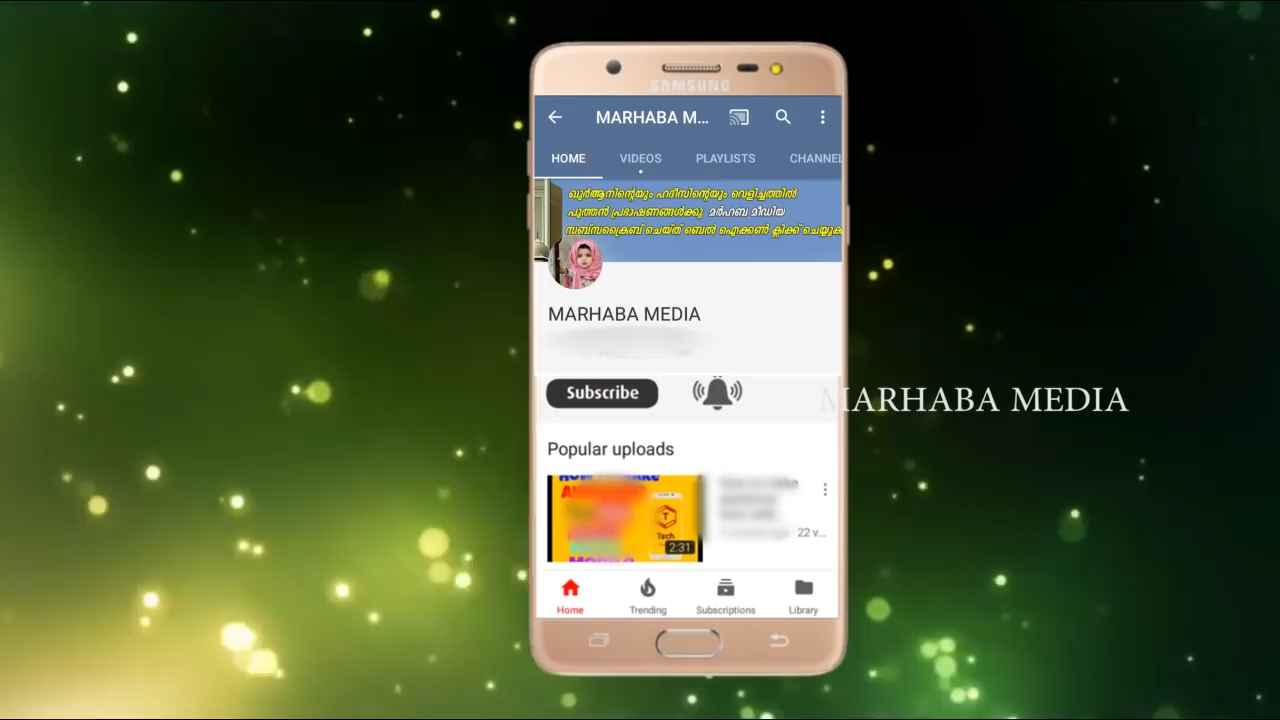 SAMSUNG
MARHABA M...
HOME VIDEOS PLAYLISTS CHANNEL
ഖുർആനിന്റെയും ഹദീസിന്റെയും വെളിച്ചത്തിൽ
പുത്തൻ പ്രഭാഷണങ്ങൾക്കു മർഹബ മീഡിയ
സബ്സക്രൈബ് ചെയ്ത് ബെൽ ഐക്കൺ ക്ലിക്ക് ചെയ്യുക
MARHABA MEDIA
Subscribe
MARHABA MEDIA
Popular uploads
22 v...
Tech
2:31
Home Trending Subscriptions Library